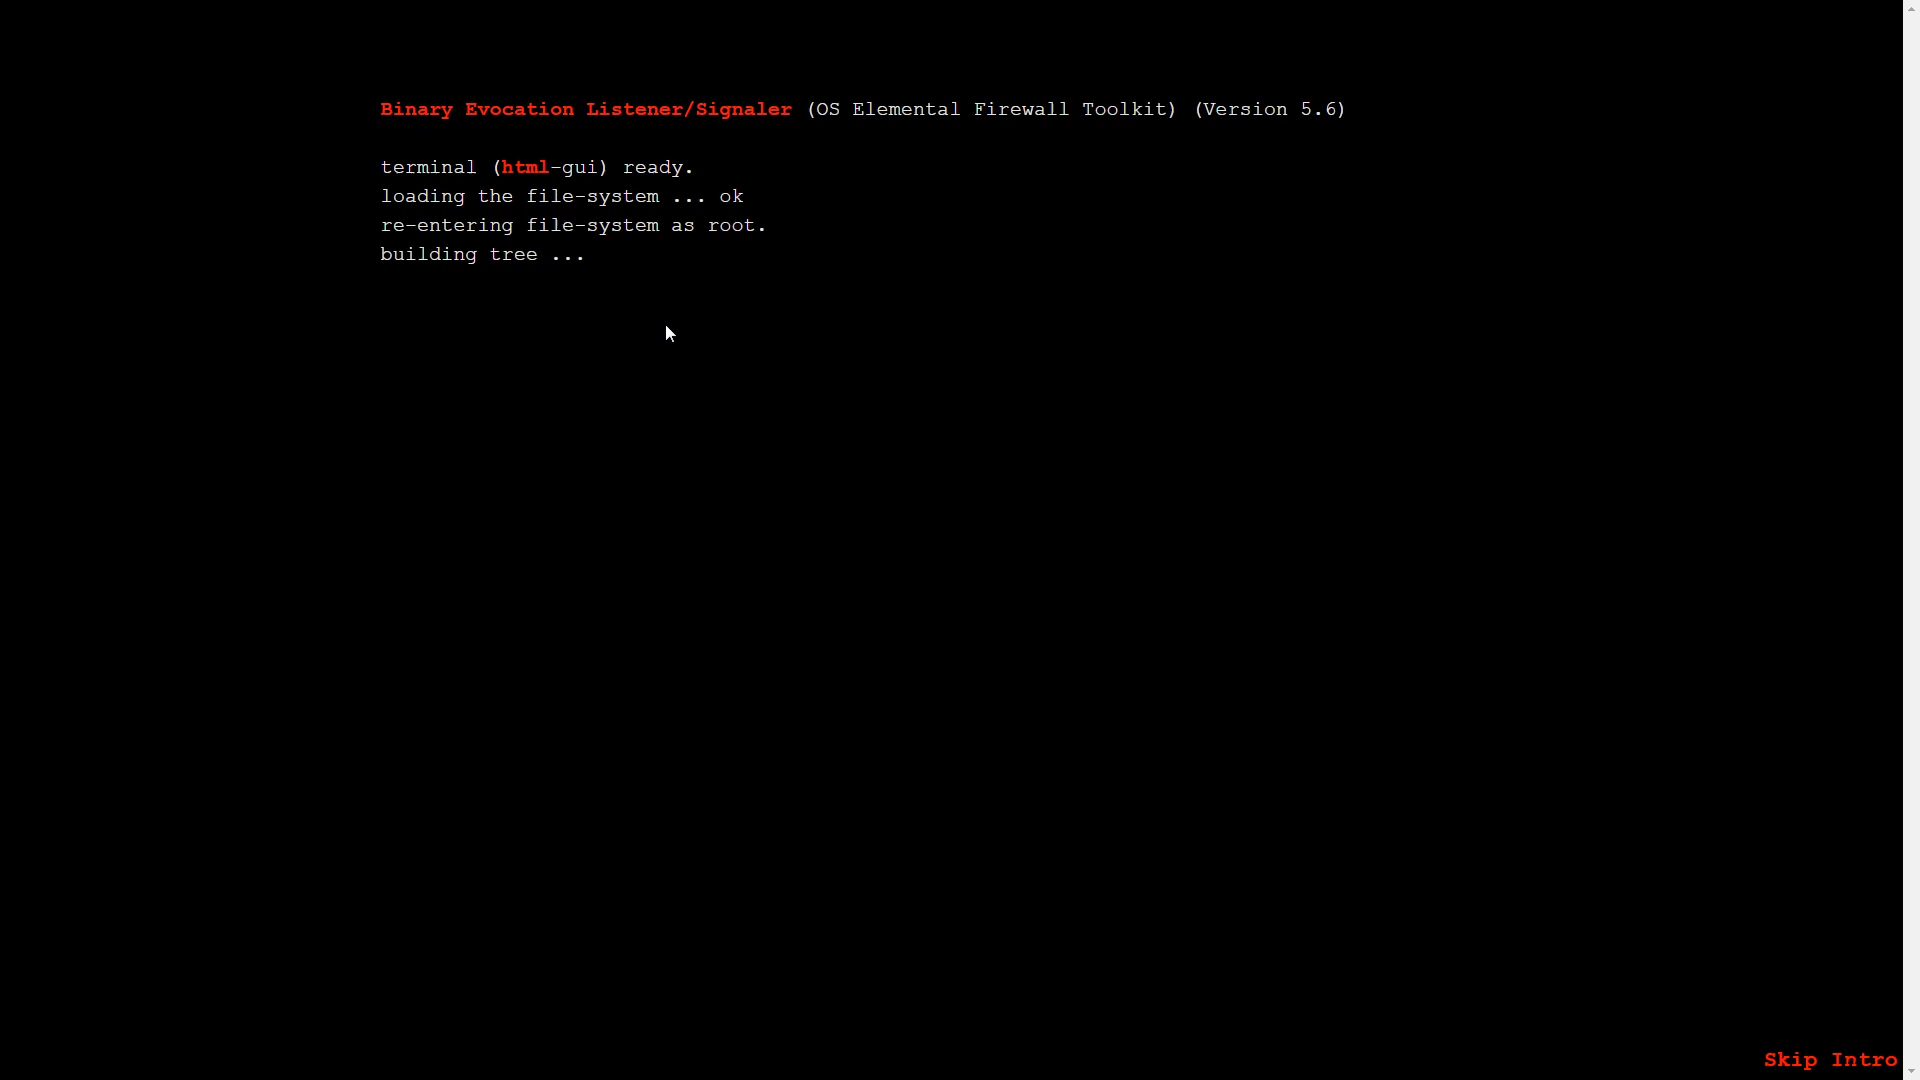 Binary Evocation Listener/Signaler (OS Elemental Firewall Toolkit) (Version 5.6)
terminal (html-gui) ready.
loading the file-system ... ok
re-entering file-system as root.
building tree ...
Skip Intro